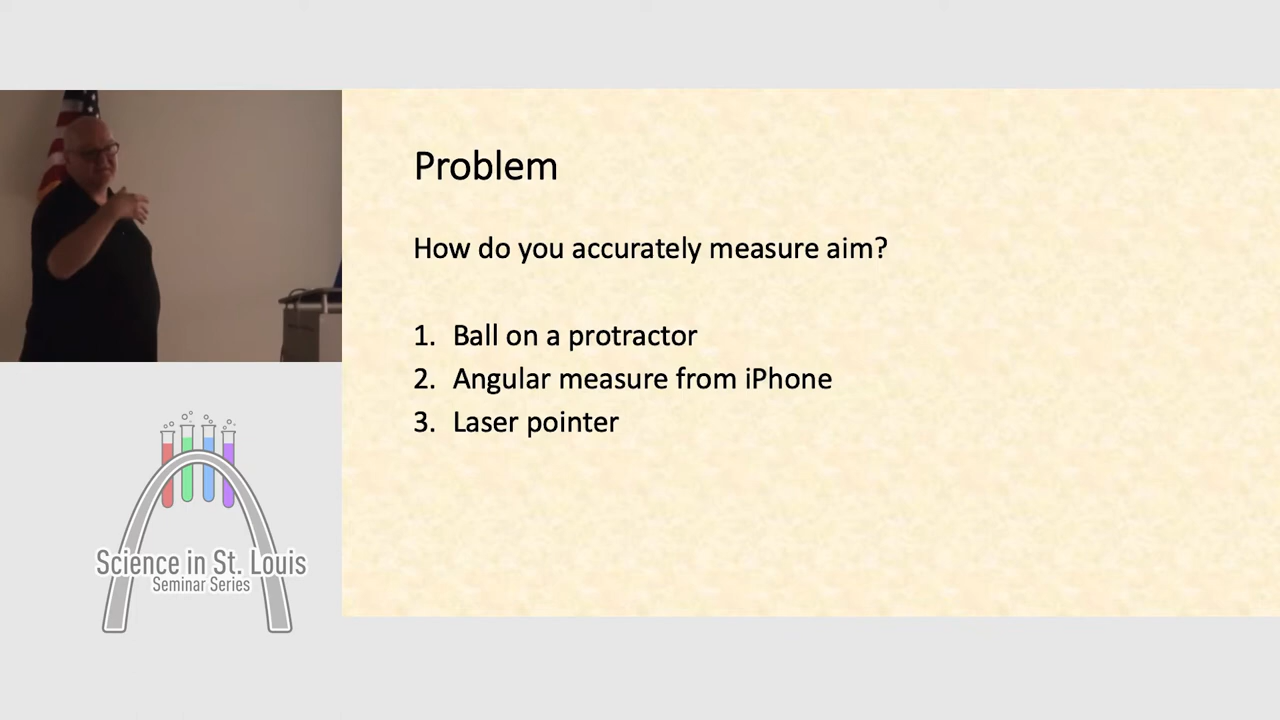 Problem
How do you accurately measure aim?
1. Ball on a protractor
2. Angular measure from iPhone
3. Laser pointer
Science in St. Louis
Seminar Series